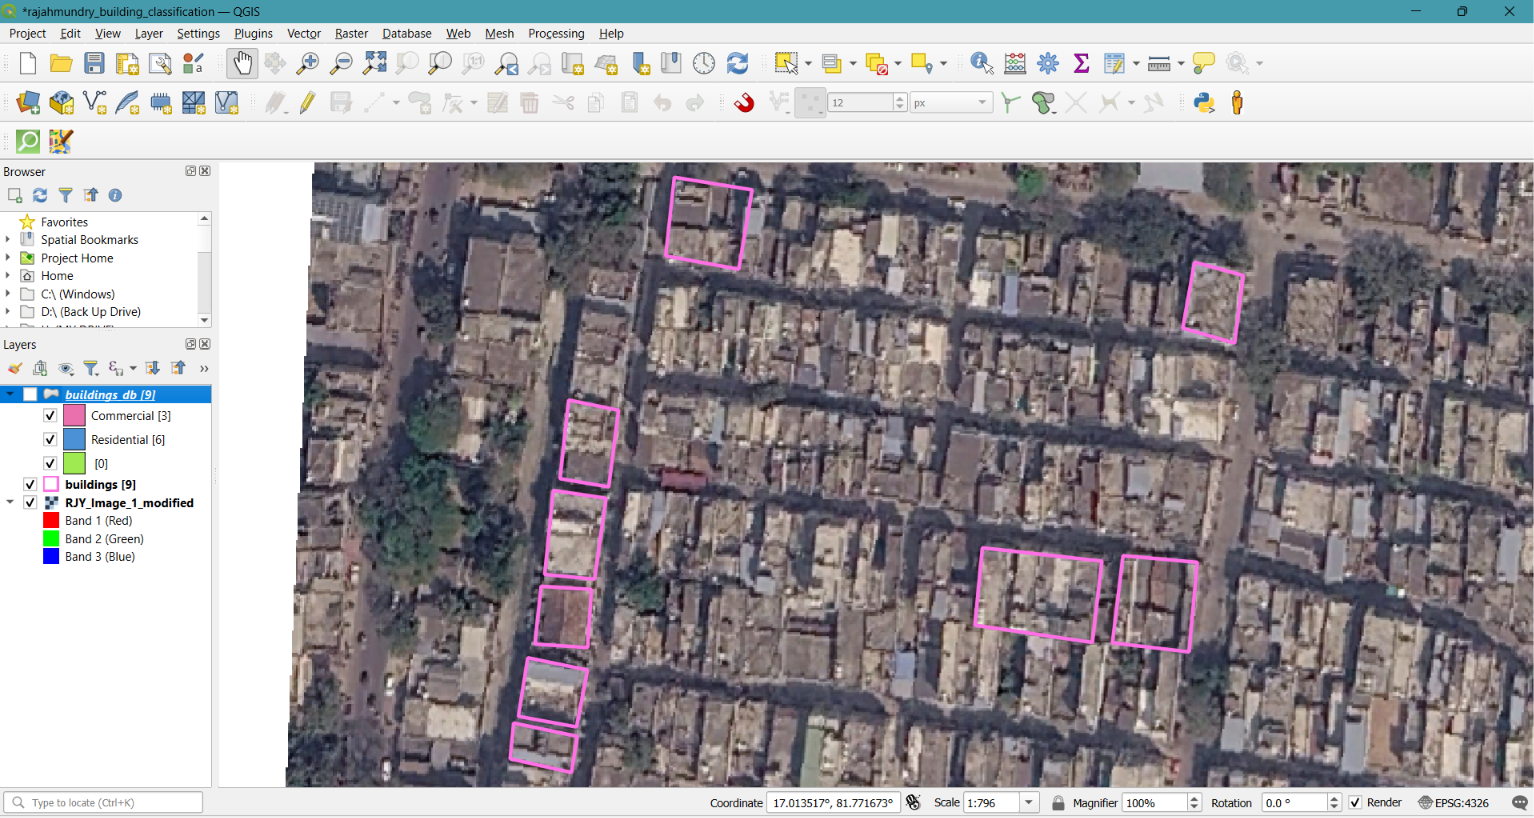 *rajahmundry_building_classification — QGIS
Project Edit View Layer Settings Plugins Vector Raster Database Web Mesh Processing Help
12 px
Browser
Favorites
Spatial Bookmarks
Project Home
Home
C:\ (Windows)
D:\ (Back Up Drive)
Layers
buildings_db [9]
Commercial [3]
Residential [6]
[0]
buildings [9]
RJY_Image_1_modified
Band 1 (Red)
Band 2 (Green)
Band 3 (Blue)
Type to locate (Ctrl+K) Coordinate 17.013517°, 81.771673° Scale 1:796 Magnifier 100% Rotation 0.0 ° Render EPSG:4326